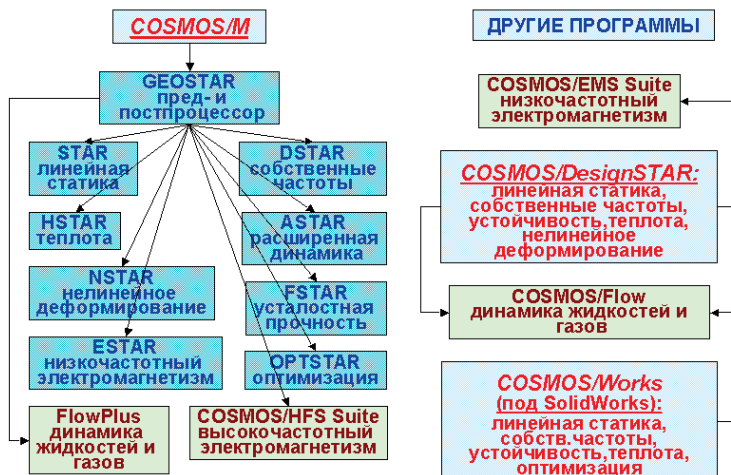 COSMOS/M
GEOSTAR
пред- и
постпроцессор
STAR
линейная
статика
DSTAR
собственные
частоты
HSTAR
теплота
ASTAR
расширенная
динамика
NSTAR
нелинейное
деформирование
FSTAR
усталостная
прочность
ESTAR
низкочастотный
электромагнетизм
OPTSTAR
оптимизация
FlowPlus
динамика
жидкостей и
газов
COSMOS/HFS Suite
высокочастотный
электромагнетизм
ДРУГИЕ ПРОГРАММЫ
COSMOS/EMS Suite
низкочастотный
электромагнетизм
COSMOS/DesignSTAR:
линейная статика,
собственные частоты,
устойчивость,теплота,
нелинейное
деформирование
COSMOS/Flow
динамика жидкостей и
газов
COSMOS/Works
(под SolidWorks):
линейная статика,
собств.частоты,
устойчивость,теплота,
оптимизация